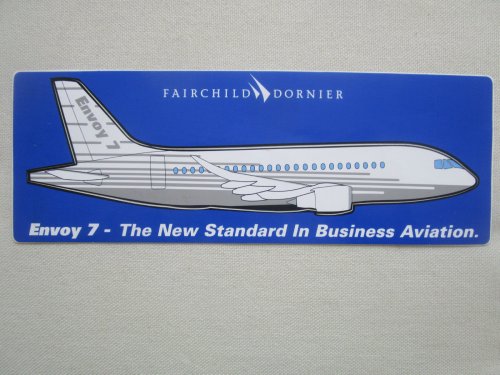 FAIRCHILD DORNIER
Envoy 7
Envoy 7 - The New Standard In Business Aviation.